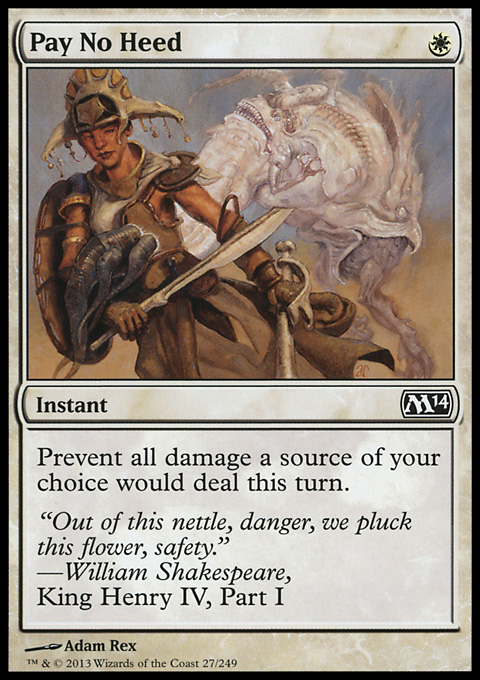 Pay No Heed
Instant
M14
Prevent all damage a source of your
choice would deal this turn.
“Out of this nettle, danger, we pluck
this flower, safety.”
—William Shakespeare,
King Henry IV, Part I
Adam Rex
™ & © 2013 Wizards of the Coast 27/249